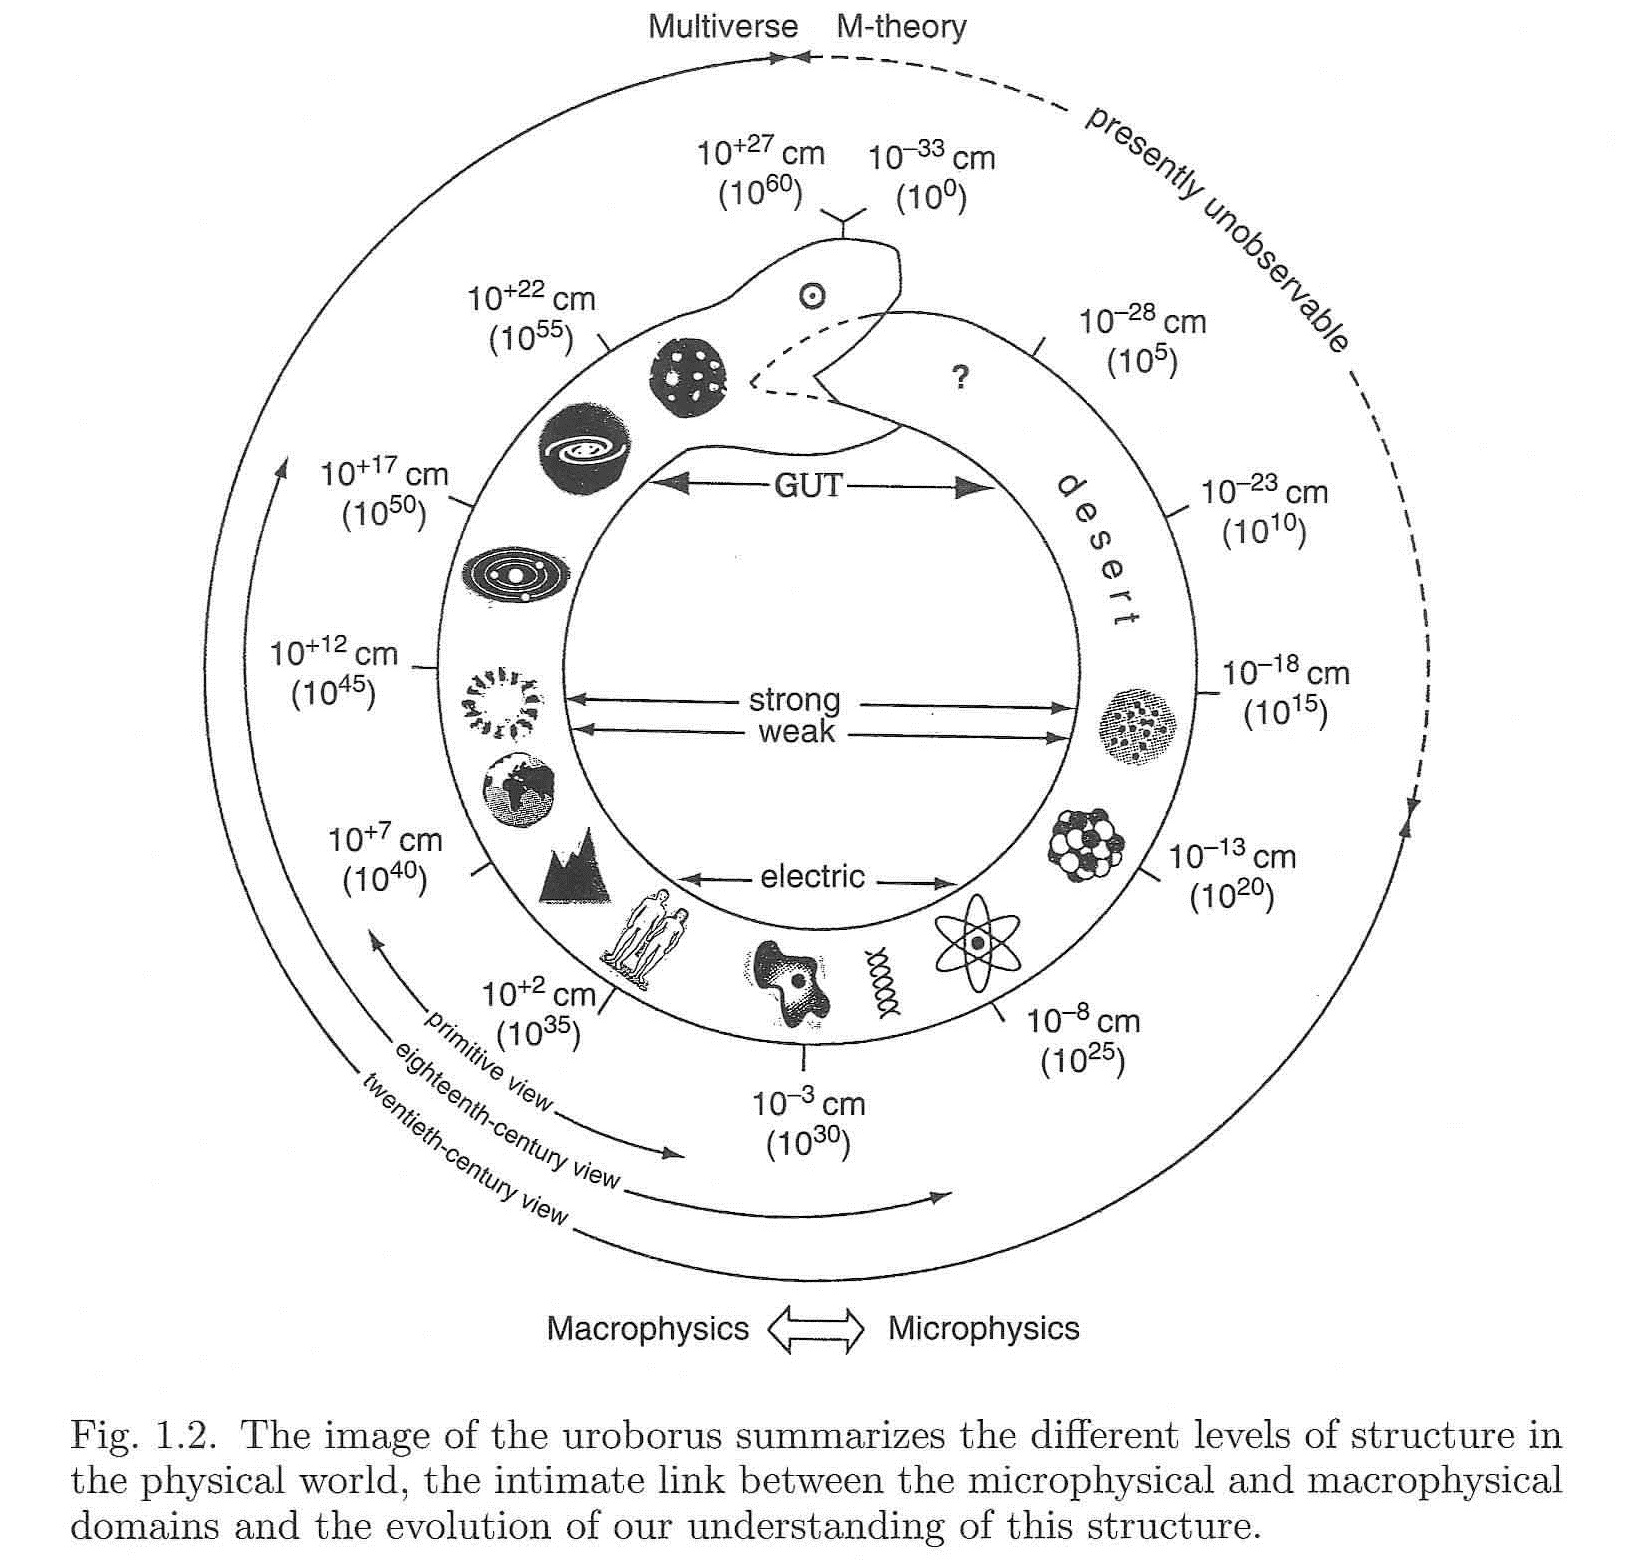 Multiverse M-theory
presently unobservable
10+27 cm
(10^60)
10−33 cm
(10^0)
10+22 cm
(10^55)
10−28 cm
(10^5)
?
10+17 cm
(10^50)
GUT
desert
10−23 cm
(10^10)
10+12 cm
(10^45)
strong
weak
10−18 cm
(10^15)
10+7 cm
(10^40)
electric
10−13 cm
(10^20)
10+2 cm
(10^35)
10−8 cm
(10^25)
10−3 cm
(10^30)
primitive view
eighteenth-century view
twentieth-century view
Macrophysics Microphysics
Fig. 1.2. The image of the uroborus summarizes the different levels of structure in
the physical world, the intimate link between the microphysical and macrophysical
domains and the evolution of our understanding of this structure.